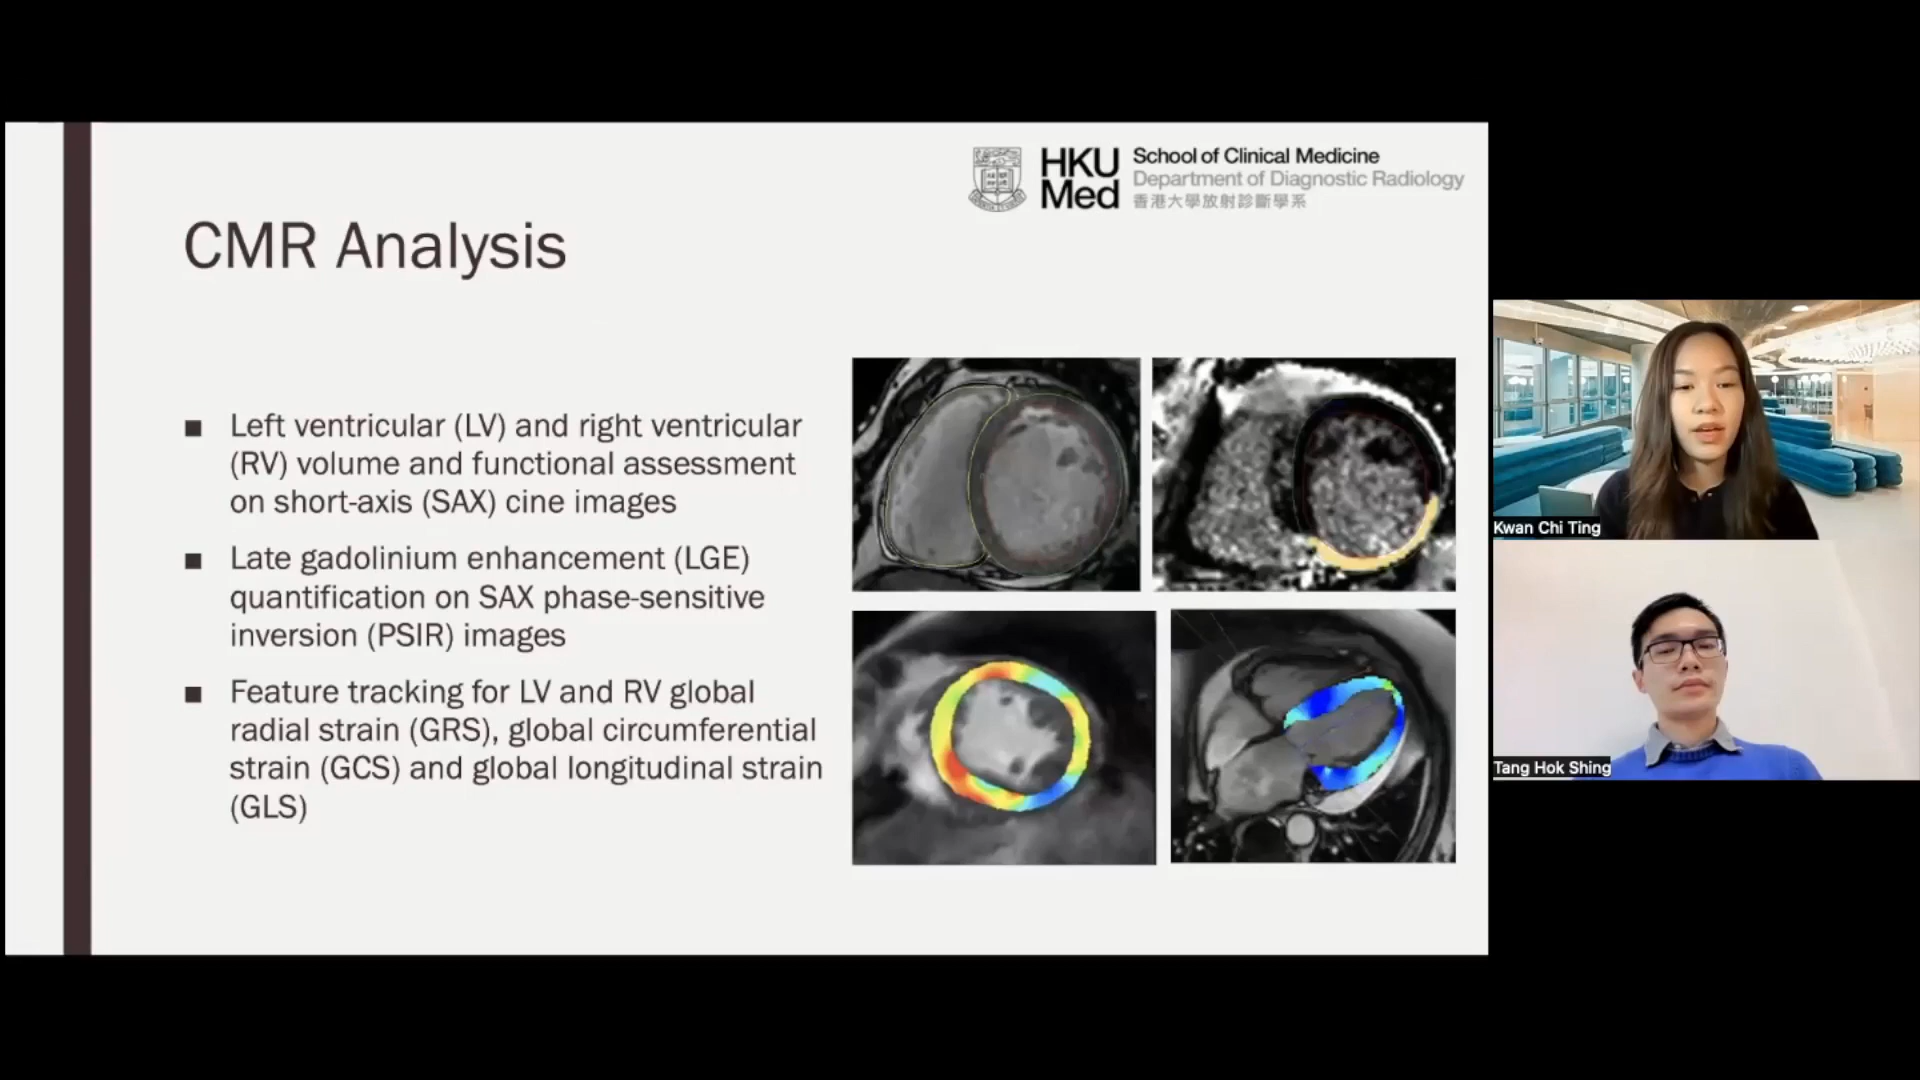 HKU
Med
School of Clinical Medicine
Department of Diagnostic Radiology
香港大學放射診斷學系
CMR Analysis
■ Left ventricular (LV) and right ventricular
(RV) volume and functional assessment
on short-axis (SAX) cine images
■ Late gadolinium enhancement (LGE)
quantification on SAX phase-sensitive
inversion (PSIR) images
■ Feature tracking for LV and RV global
radial strain (GRS), global circumferential
strain (GCS) and global longitudinal strain
(GLS)
Kwan Chi Ting
Tang Hok Shing